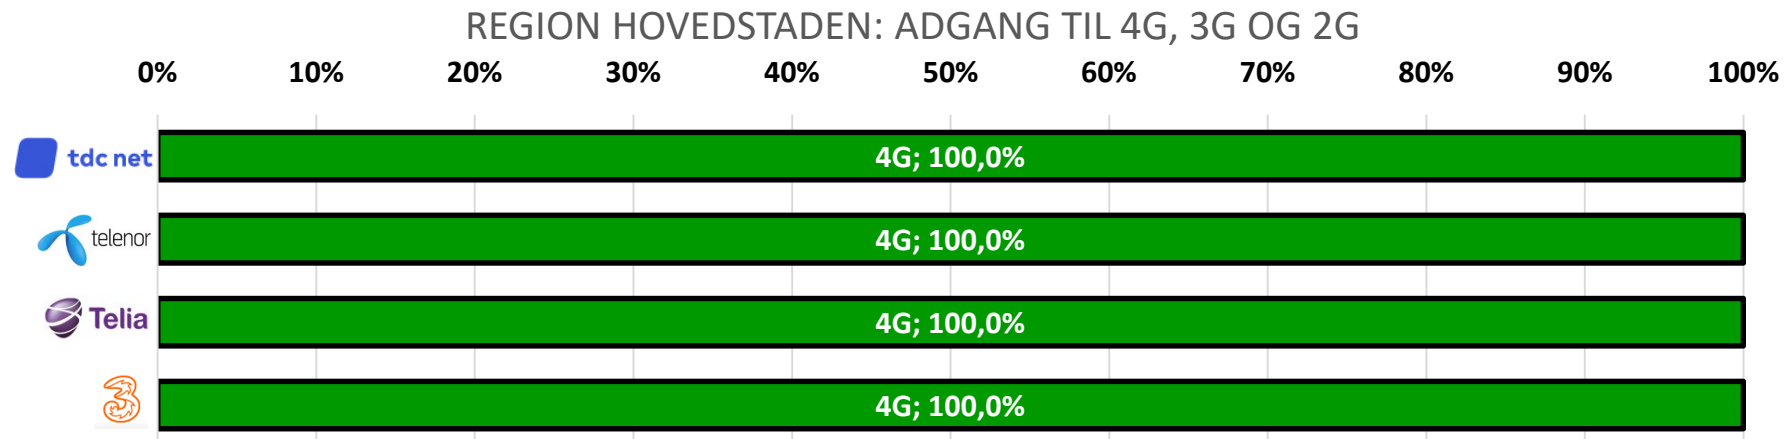 REGION HOVEDSTADEN: ADGANG TIL 4G, 3G OG 2G
0% 10% 20% 30% 40% 50% 60% 70% 80% 90% 100%
tdc net 4G; 100,0%
telenor 4G; 100,0%
Telia 4G; 100,0%
3 4G; 100,0%